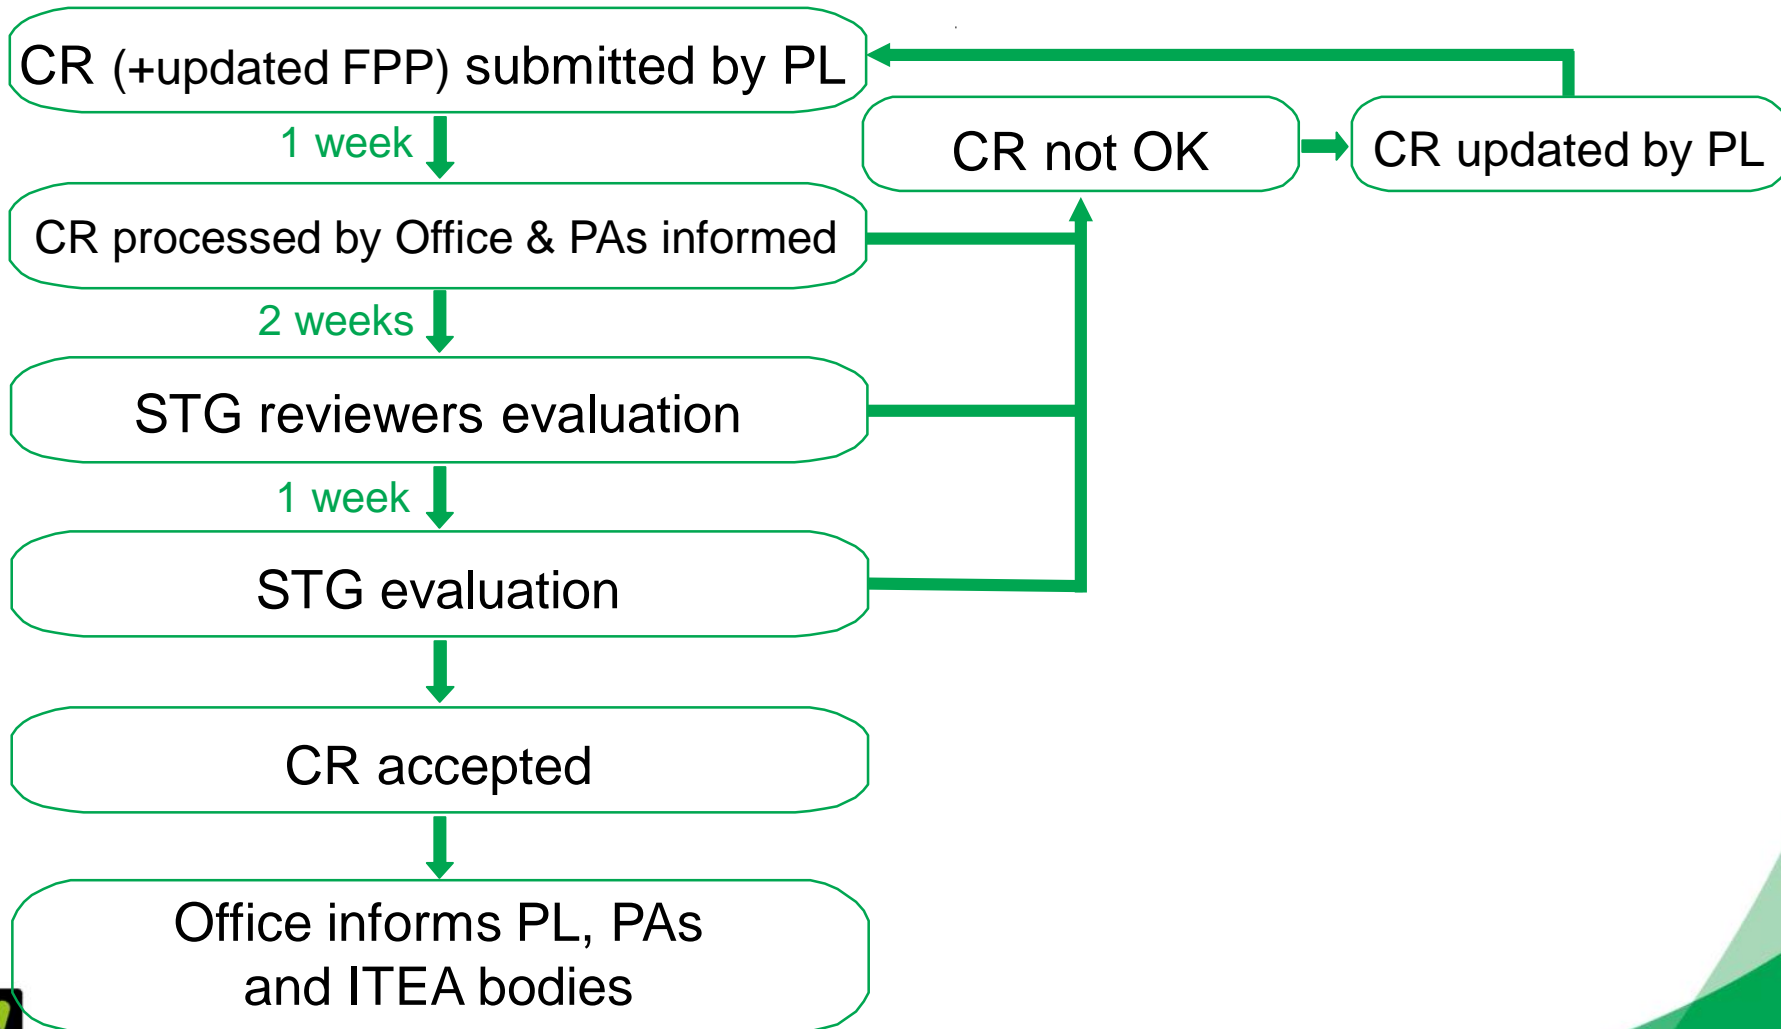 CR (+updated FPP) submitted by PL
1 week
CR not OK
CR updated by PL
CR processed by Office & PAs informed
2 weeks
STG reviewers evaluation
1 week
STG evaluation
CR accepted
Office informs PL, PAs
and ITEA bodies